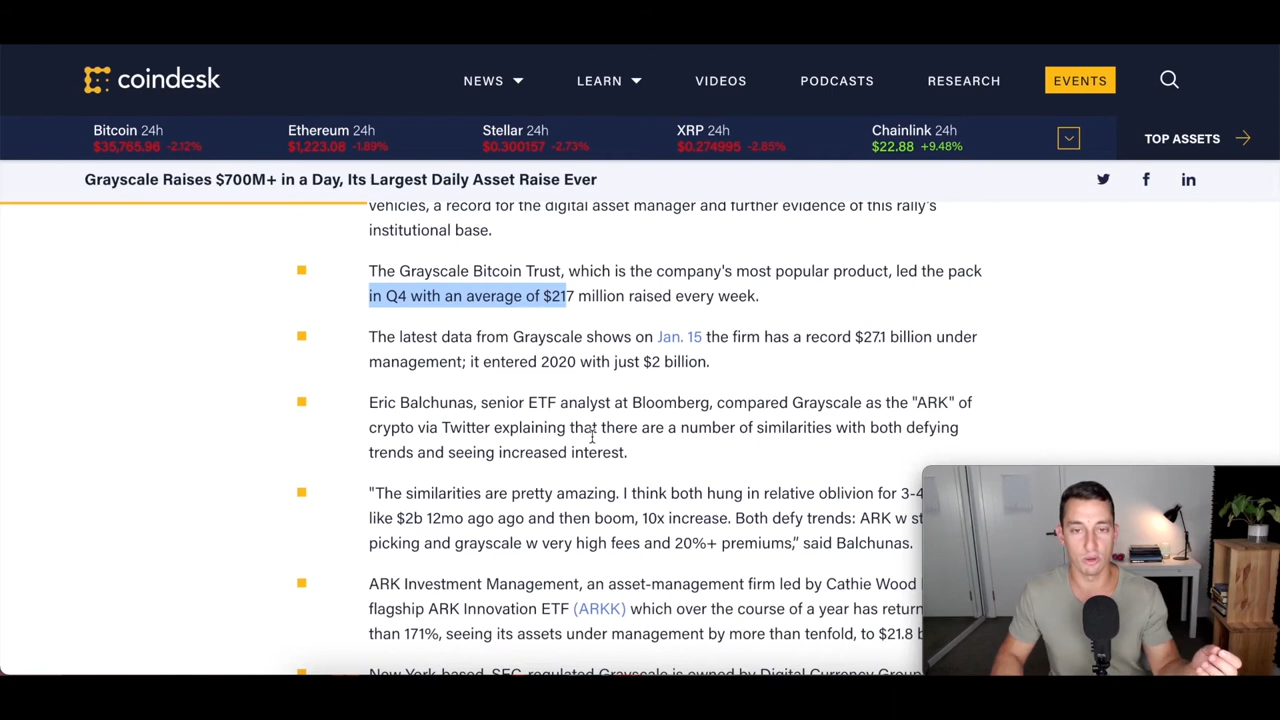 coindesk
NEWS
LEARN
VIDEOS
PODCASTS
RESEARCH
EVENTS
Bitcoin 24h
$35,765.96 -2.12%
Ethereum 24h
$1,223.08 -1.89%
Stellar 24h
$0.300157 -2.73%
XRP 24h
$0.274995 -2.85%
Chainlink 24h
$22.88 +9.48%
TOP ASSETS
Grayscale Raises $700M+ in a Day, Its Largest Daily Asset Raise Ever
vehicles, a record for the digital asset manager and further evidence of this rally's
institutional base.
The Grayscale Bitcoin Trust, which is the company's most popular product, led the pack
in Q4 with an average of $217 million raised every week.
The latest data from Grayscale shows on Jan. 15 the firm has a record $27.1 billion under
management; it entered 2020 with just $2 billion.
Eric Balchunas, senior ETF analyst at Bloomberg, compared Grayscale as the "ARK" of
crypto via Twitter explaining that there are a number of similarities with both defying
trends and seeing increased interest.
"The similarities are pretty amazing. I think both hung in relative oblivion for 3-4
like $2b 12mo ago ago and then boom, 10x increase. Both defy trends: ARK w st
picking and grayscale w very high fees and 20%+ premiums,” said Balchunas.
ARK Investment Management, an asset-management firm led by Cathie Wood
flagship ARK Innovation ETF (ARKK) which over the course of a year has return
than 171%, seeing its assets under management by more than tenfold, to $21.8 b
New York-based, SEC-regulated Grayscale is owned by Digital Currency Group